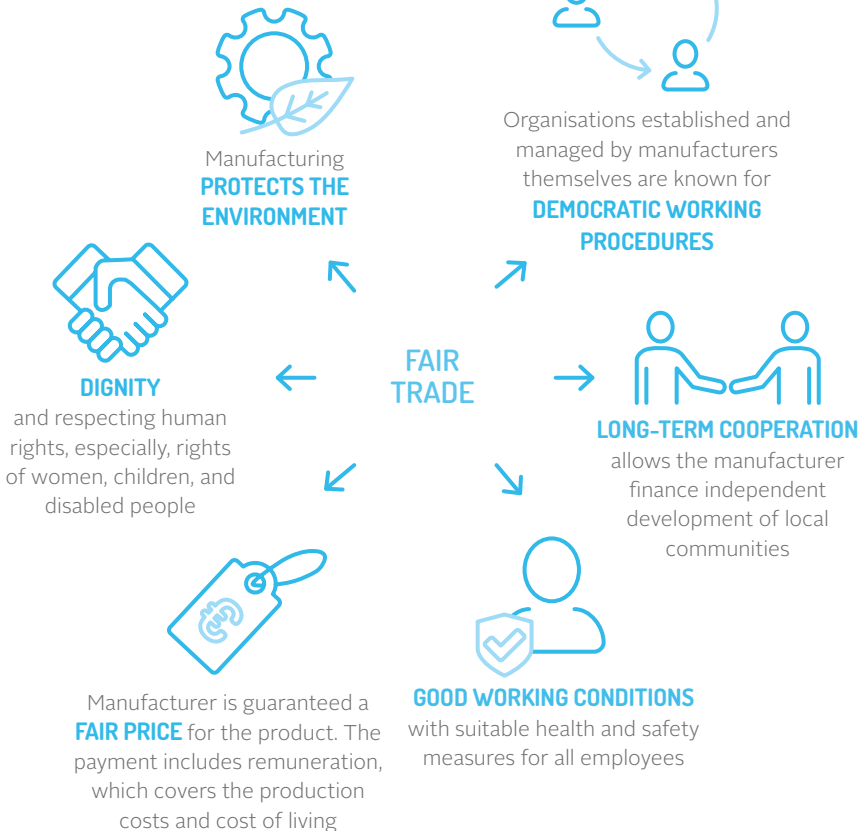 Manufacturing
PROTECTS THE
ENVIRONMENT
Organisations established and
managed by manufacturers
themselves are known for
DEMOCRATIC WORKING
PROCEDURES
FAIR
TRADE
DIGNITY
and respecting human
rights, especially, rights
of women, children, and
disabled people
LONG-TERM COOPERATION
allows the manufacturer
finance independent
development of local
communities
Manufacturer is guaranteed a
FAIR PRICE for the product. The
payment includes remuneration,
which covers the production
costs and cost of living
GOOD WORKING CONDITIONS
with suitable health and safety
measures for all employees